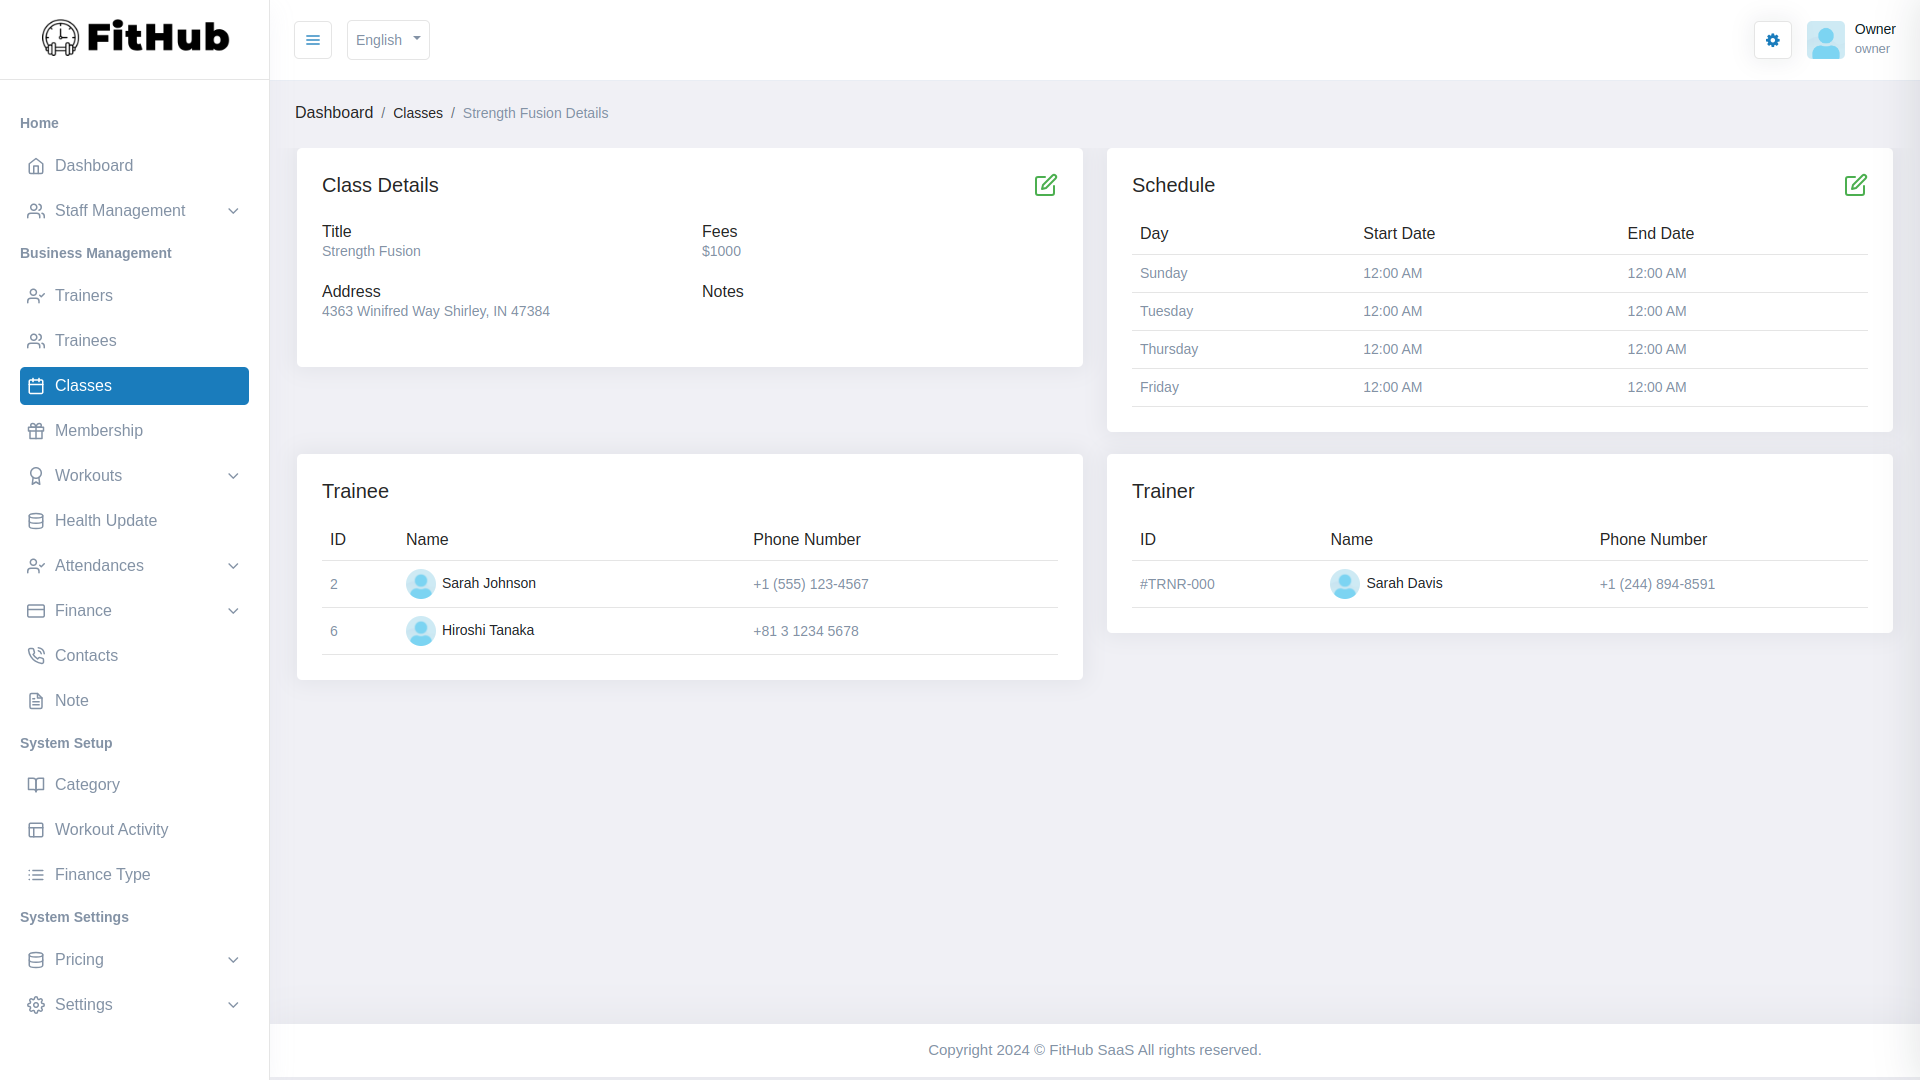 FitHub
English
Owner
owner
Home
Dashboard
Staff Management
Business Management
Trainers
Trainees
Classes
Membership
Workouts
Health Update
Attendances
Finance
Contacts
Note
System Setup
Category
Workout Activity
Finance Type
System Settings
Pricing
Settings
Dashboard / Classes / Strength Fusion Details
Class Details
Title
Strength Fusion
Fees
$1000
Address
4363 Winifred Way Shirley, IN 47384
Notes
Schedule
Day Start Date End Date
Sunday 12:00 AM 12:00 AM
Tuesday 12:00 AM 12:00 AM
Thursday 12:00 AM 12:00 AM
Friday 12:00 AM 12:00 AM
Trainee
ID Name Phone Number
2 Sarah Johnson +1 (555) 123-4567
6 Hiroshi Tanaka +81 3 1234 5678
Trainer
ID Name Phone Number
#TRNR-000 Sarah Davis +1 (244) 894-8591
Copyright 2024 © FitHub SaaS All rights reserved.